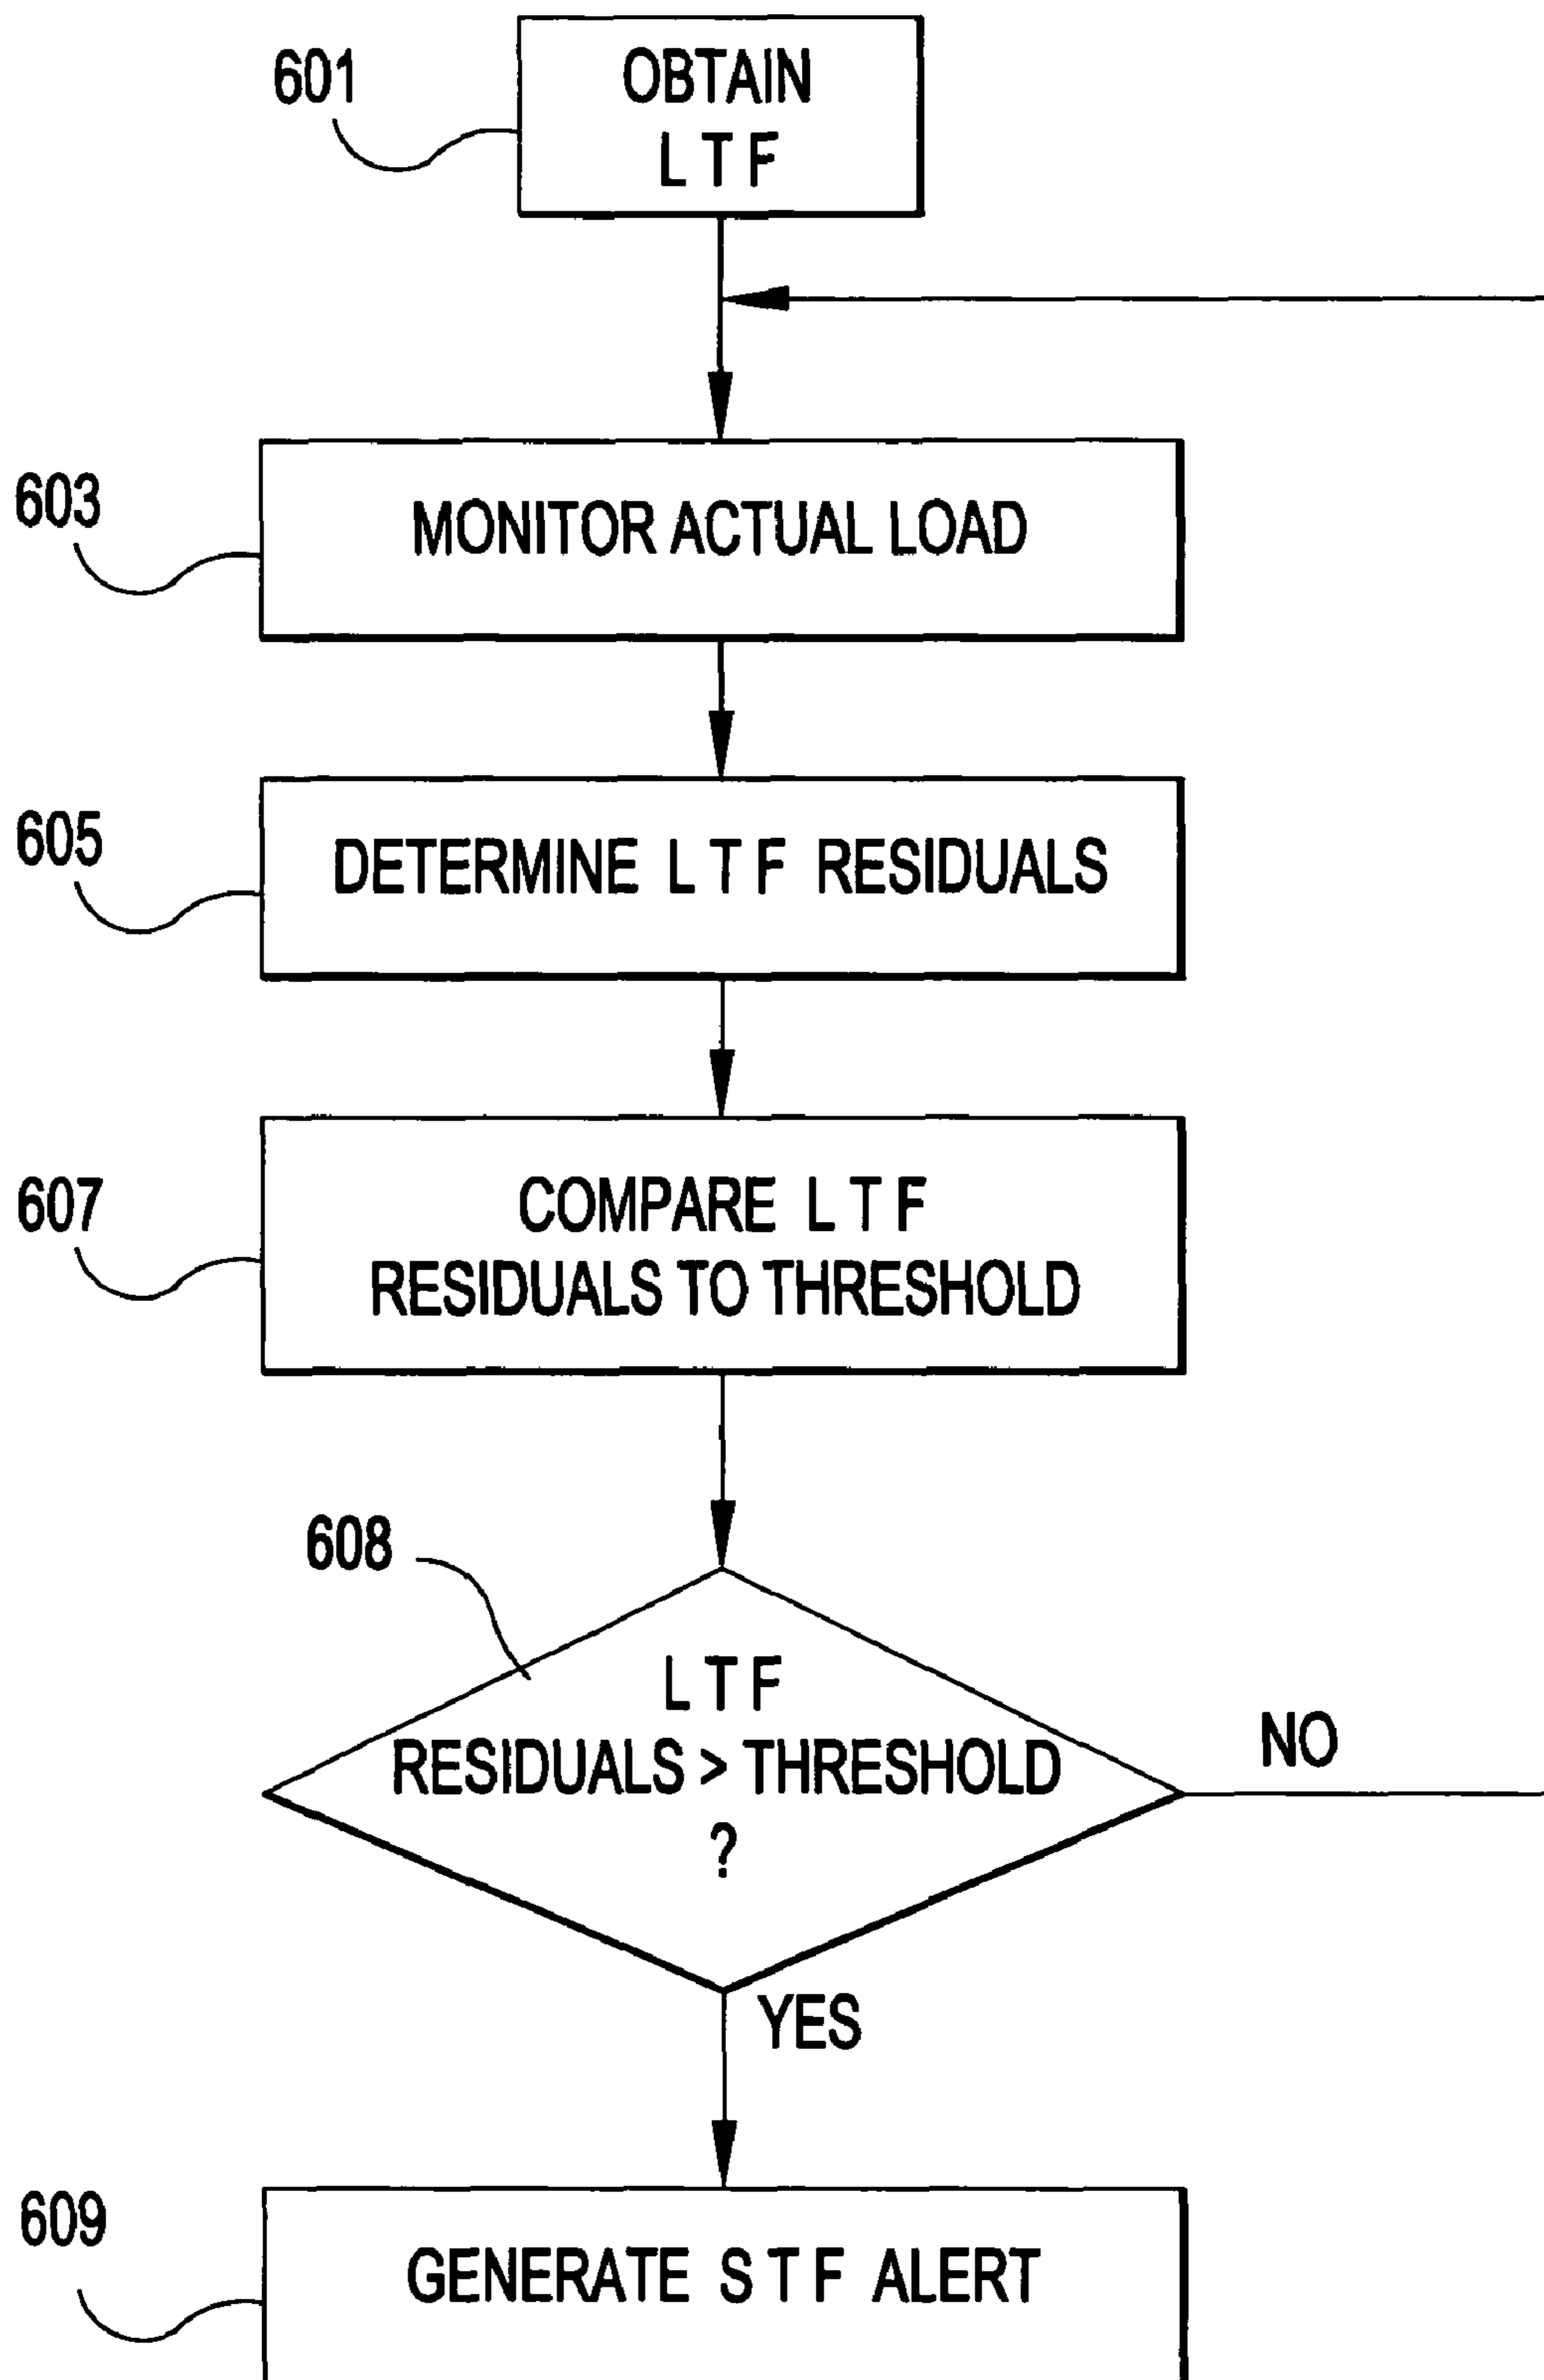 601
OBTAIN
L T F
603
MONITOR ACTUAL LOAD
605
DETERMINE L T F RESIDUALS
607
COMPARE L T F
RESIDUALS TO THRESHOLD
608
L T F
RESIDUALS > THRESHOLD
?
NO
YES
609
GENERATE S T F ALERT